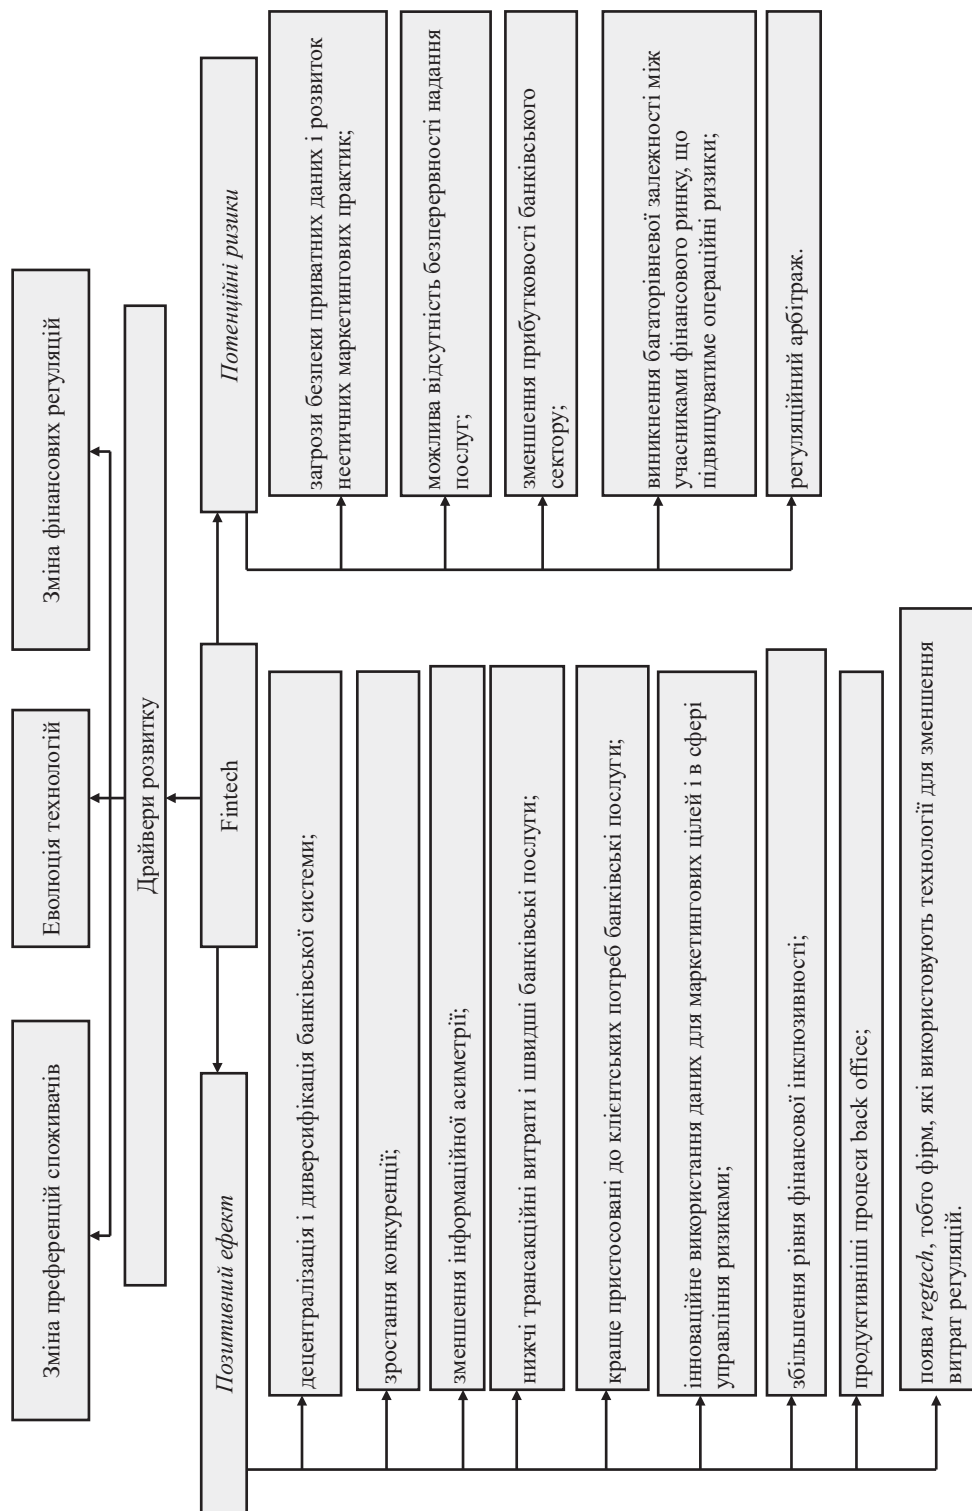 Зміна преференцій споживачів
Еволюція технологій
Зміна фінансових регуляцій
Драйвери розвитку
Позитивний ефект
Fintech
Потенційні ризики
децентралізація і диверсифікація банківської системи;
зростання конкуренції;
зменшення інформаційної асиметрії;
нижчі трансакційні витрати і швидші банківські послуги;
краще пристосовані до клієнтських потреб банківські послуги;
інноваційне використання даних для маркетингових цілей і в сфері
управління ризиками;
збільшення рівня фінансової інклюзивності;
продуктивніші процеси back office;
поява regtech, тобто фірм, які використовують технології для зменшення
витрат регуляцій.
загрози безпеки приватних даних і розвиток
неетичних маркетингових практик;
можлива відсутність безперервності надання
послуг;
зменшення прибутковості банківського
сектору;
виникнення багаторівневої залежності між
учасниками фінансового ринку, що
підвищуватиме операційні ризики;
регуляційний арбітраж.